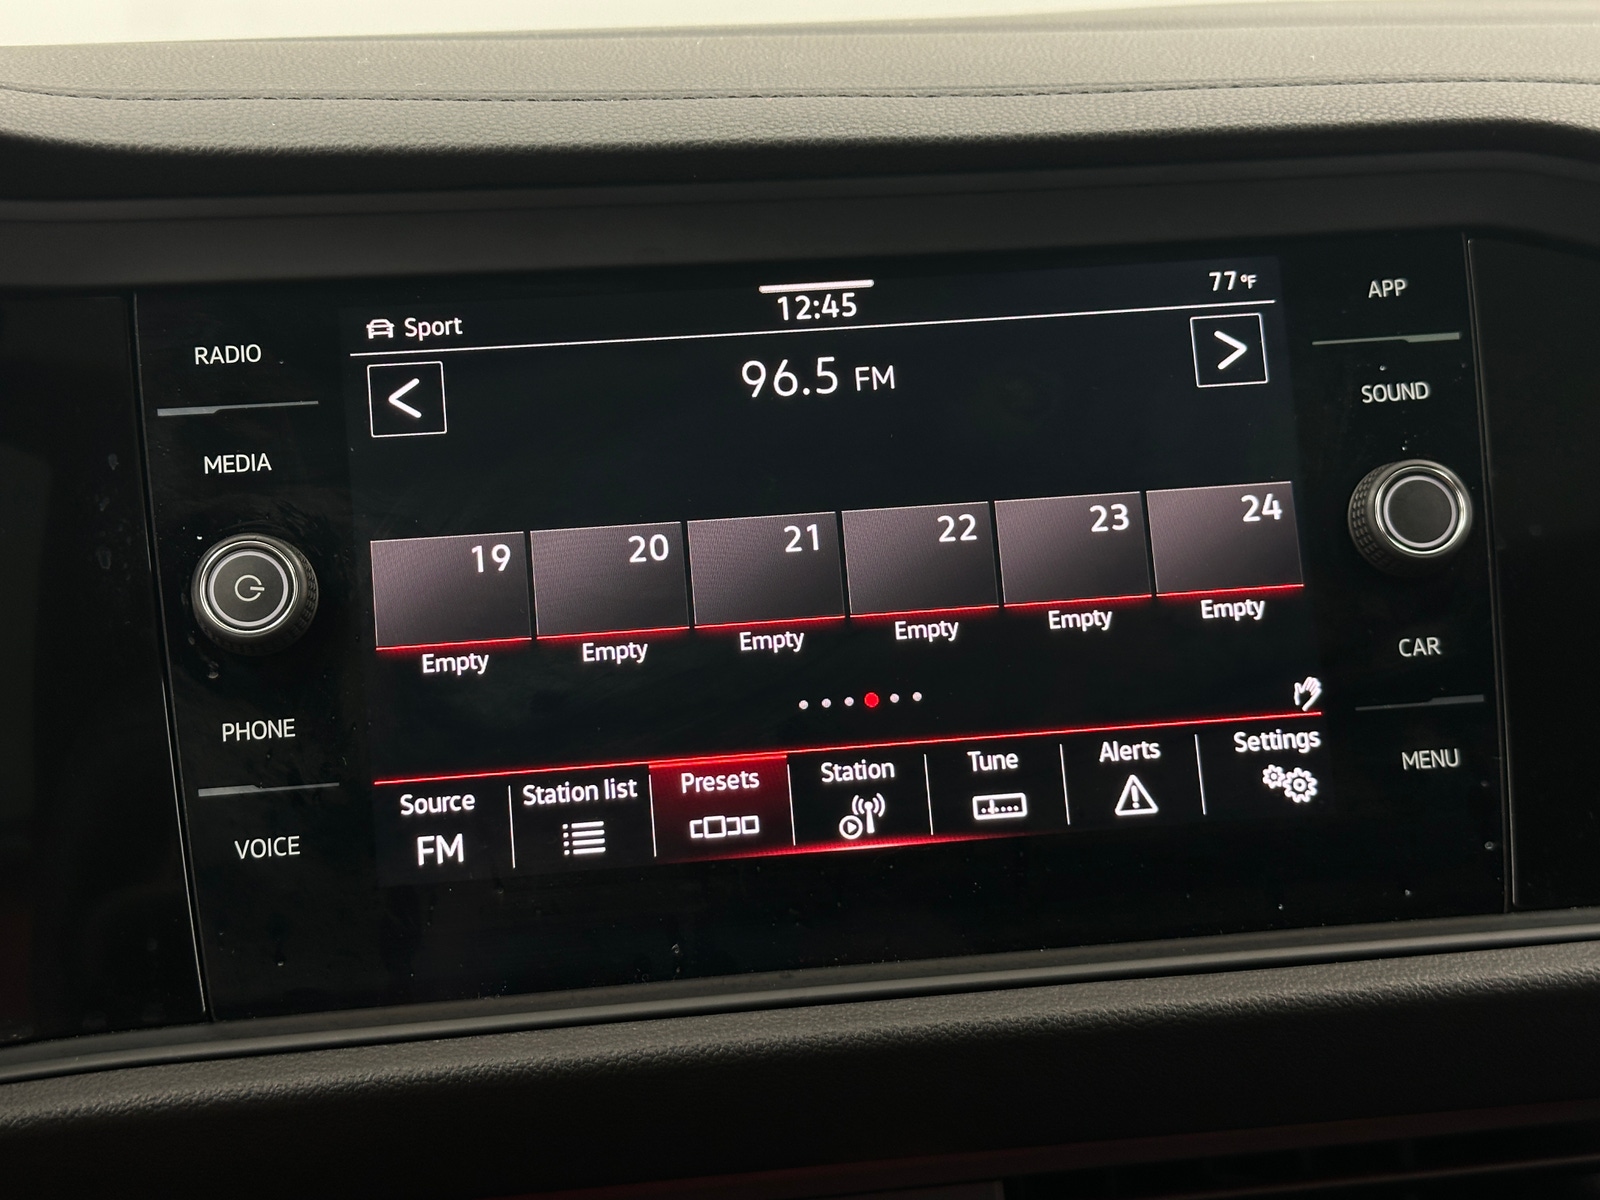 Sport
12:45
77°F
96.5 FM
<
>
19
20
21
22
23
24
Empty
Empty
Empty
Empty
Empty
Empty
Source
FM
Station list
Presets
Station
Tune
Alerts
Settings
RADIO
MEDIA
PHONE
VOICE
APP
SOUND
CAR
MENU